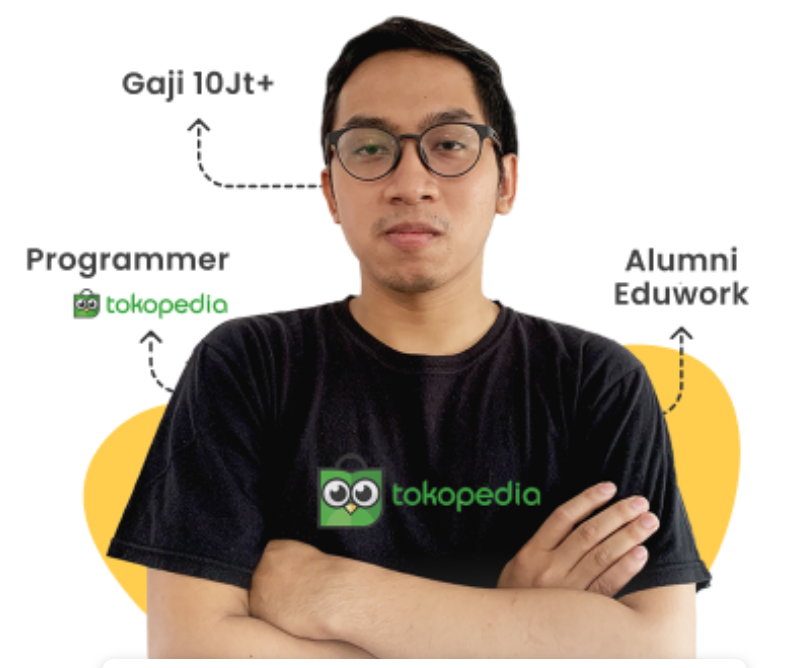 Gaji 10Jt+
Programmer
tokopedia
Alumni
Eduwork
tokopedia